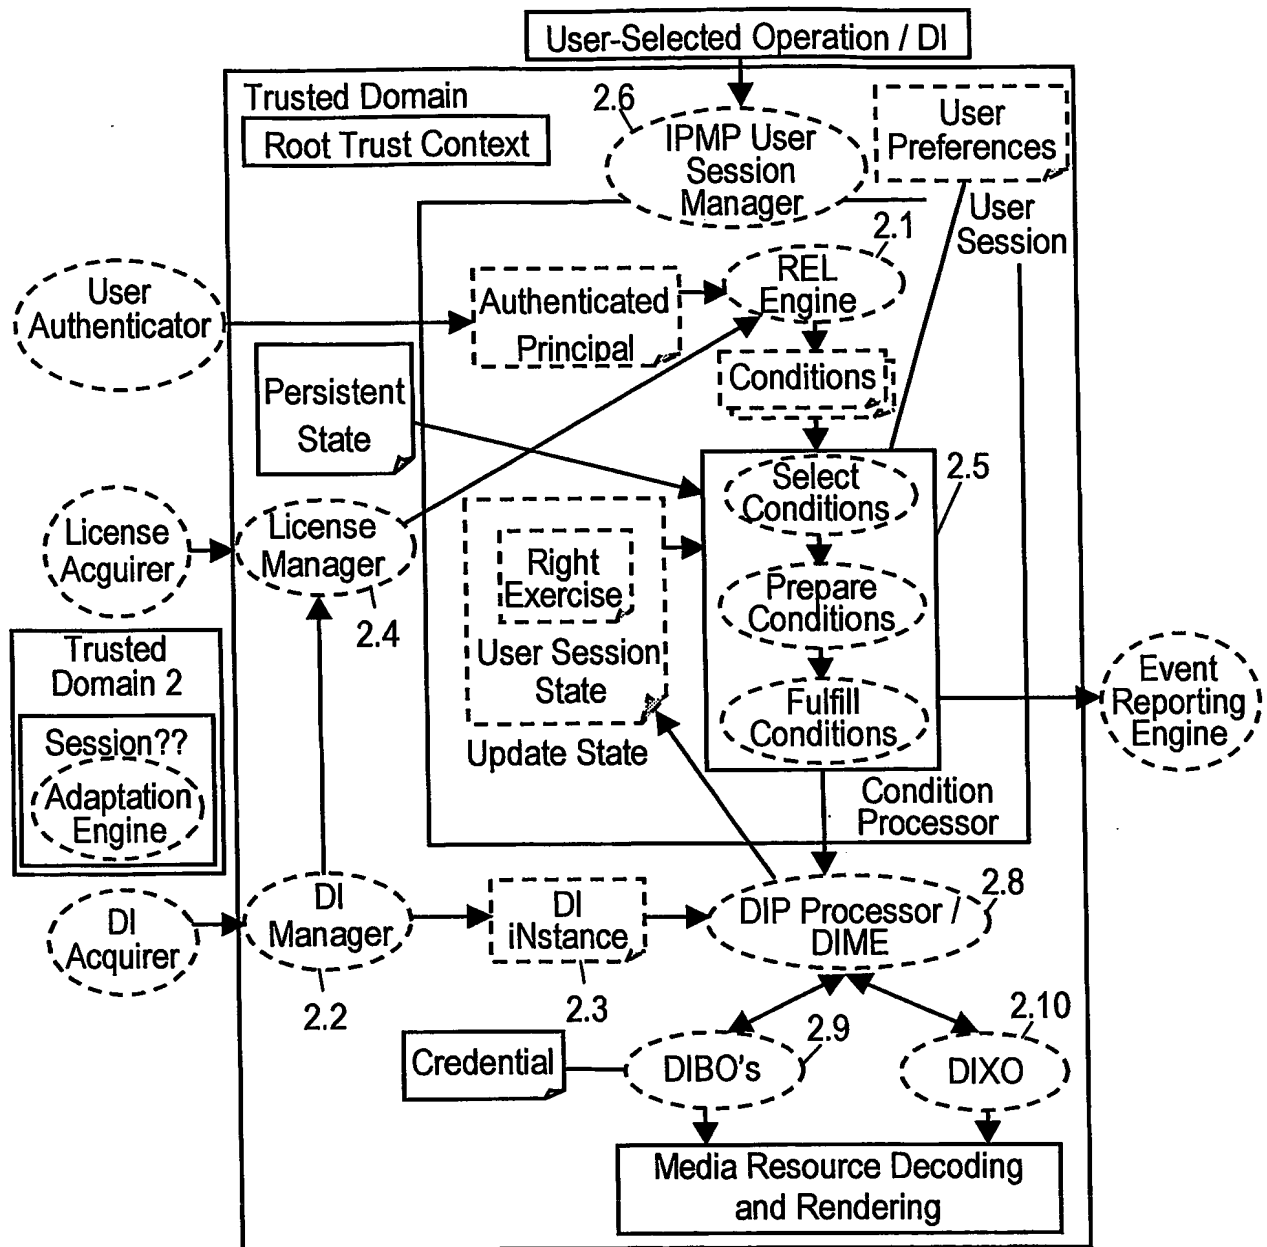 User-Selected Operation / DI
Trusted Domain
Root Trust Context
2.6
IPMP User
Session
Manager
User
Preferences
User
Session
2.1
REL
Engine
User
Authenticator
Authenticated
Principal
Persistent
State
Conditions
2.5
Select
Conditions
License
Acguirer
License
Manager
2.4
Right
Exercise
User Session
State
Update State
Prepare
Conditions
Fulfill
Conditions
Event
Reporting
Engine
Trusted
Domain 2
Session??
Adaptation
Engine
Condition
Processor
DI
Acquirer
DI
Manager
2.2
DI
iNstance
2.3
DIP Processor /
DIME
2.8
Credential
DIBO's
2.9
DIXO
2.10
Media Resource Decoding
and Rendering